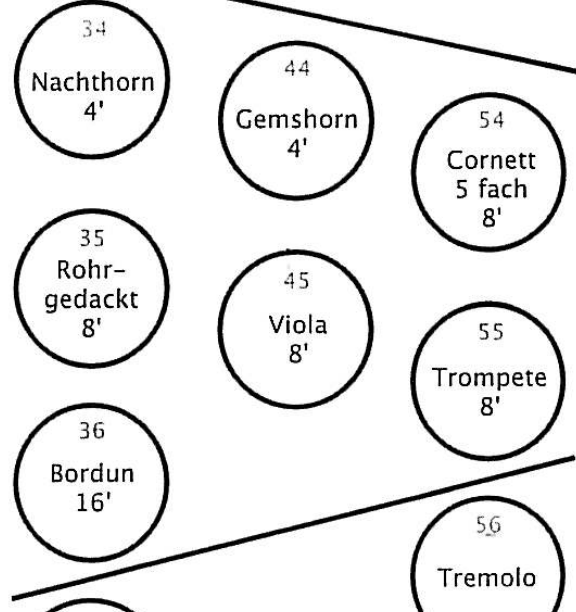 34
Nachthorn
4'
44
Gemshorn
4'
54
Cornett
5 fach
8'
35
Rohr-
gedackt
8'
45
Viola
8'
55
Trompete
8'
36
Bordun
16'
56
Tremolo